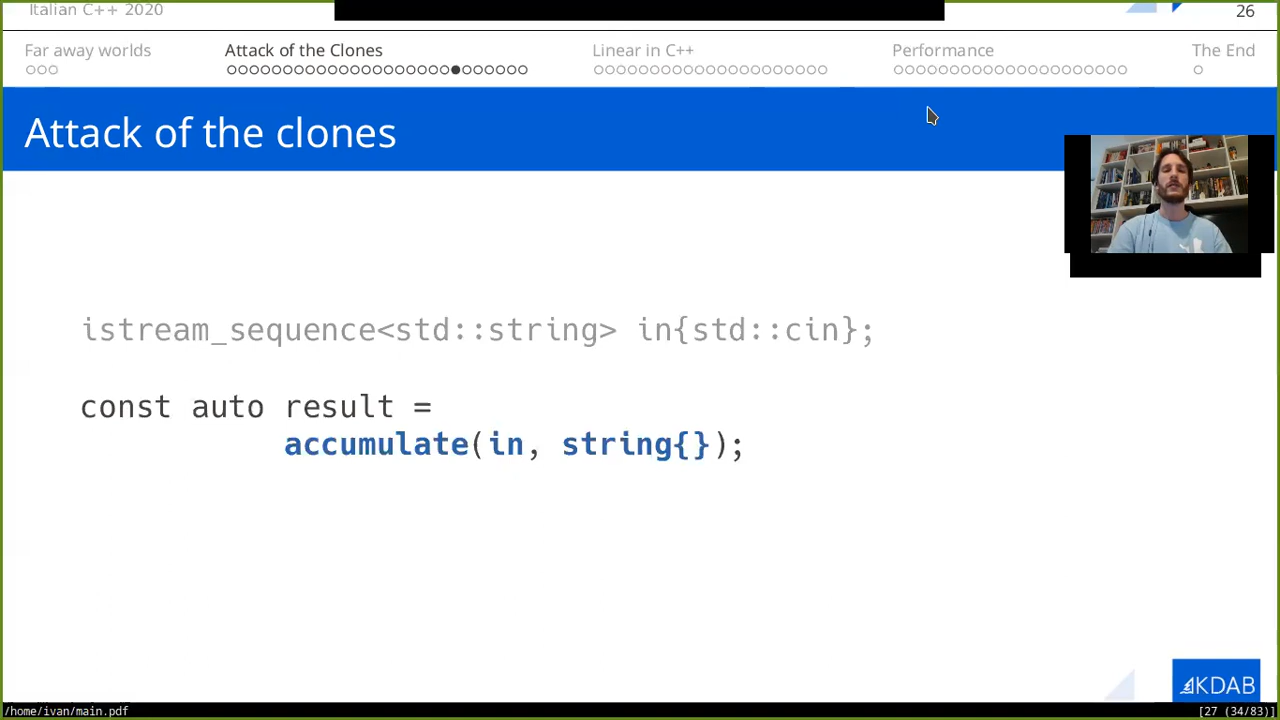 Italian C++ 2020
26
Far away worlds
Attack of the Clones
Linear in C++
Performance
The End
Attack of the clones
istream_sequence<std::string> in{std::cin};
const auto result =
accumulate(in, string{});
KDAB
/home/ivan/main.pdf
[27 (34/83)]